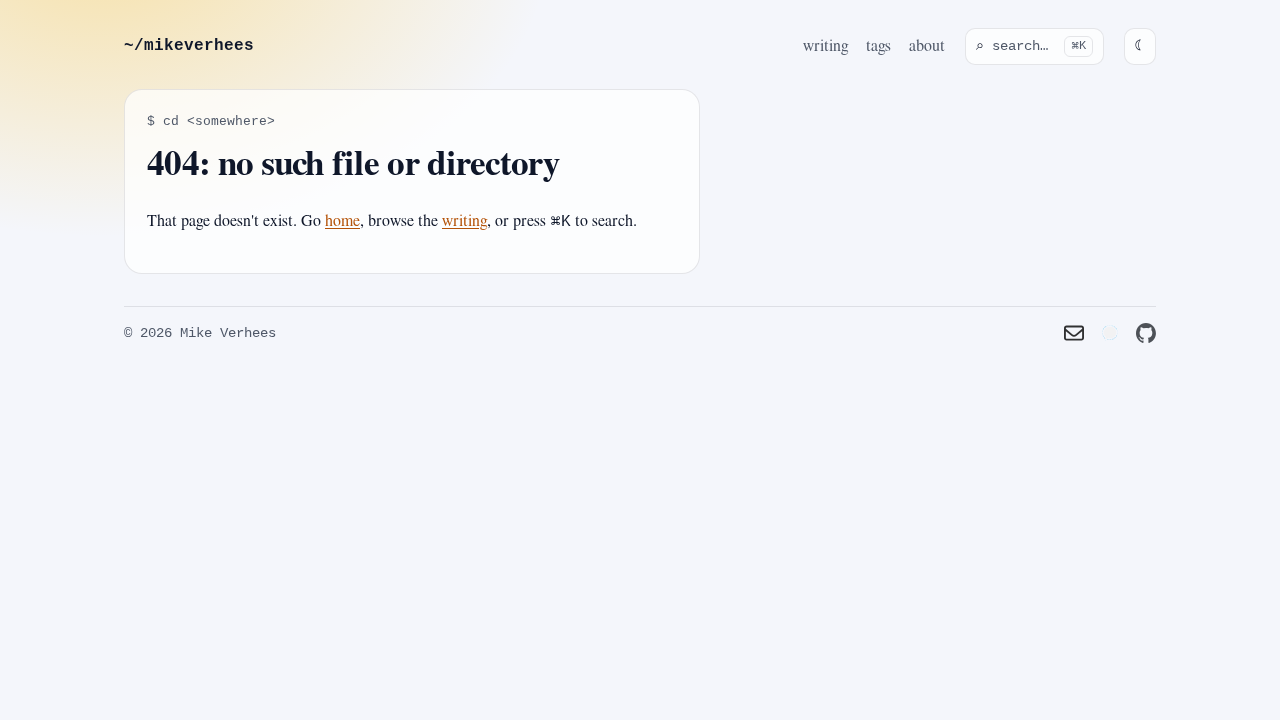 ~/mikeverhees
writing tags about ⌕ search… ⌘K ☾
$ cd <somewhere>
404: no such file or directory
That page doesn't exist. Go home, browse the writing, or press ⌘K to search.
© 2026 Mike Verhees